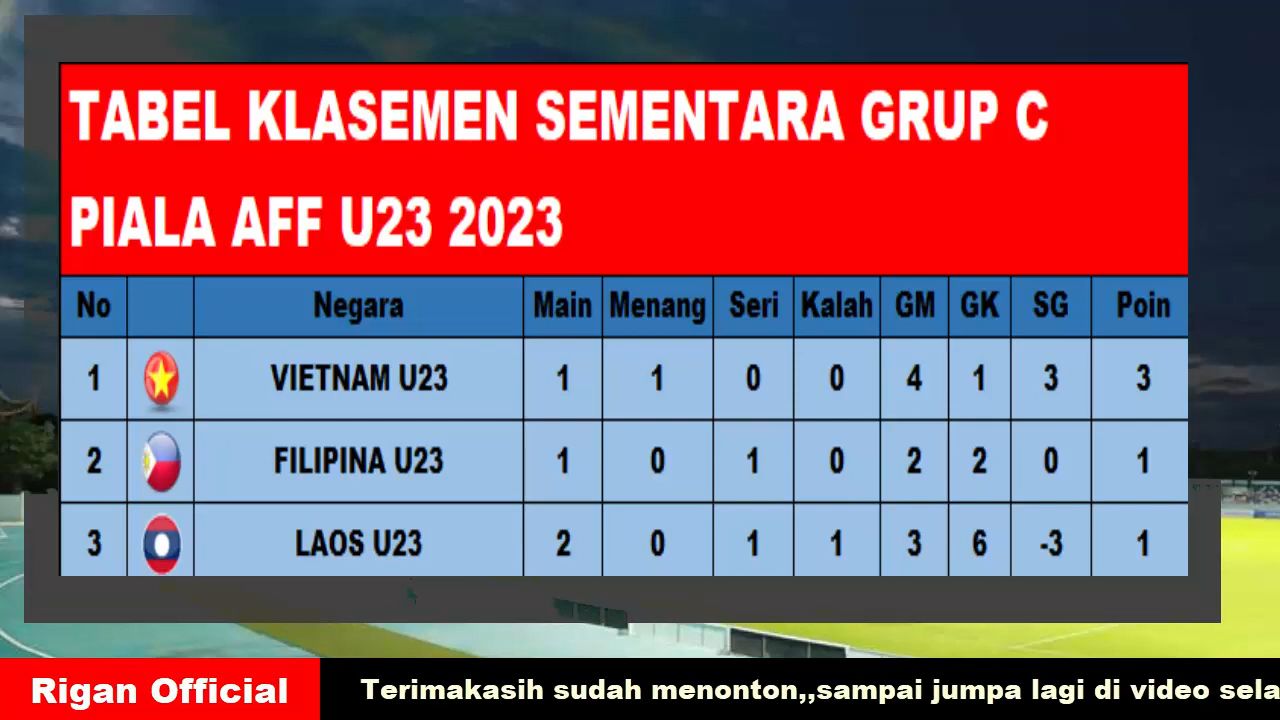 TABEL KLASEMEN SEMENTARA GRUP C
PIALA AFF U23 2023
No Negara Main Menang Seri Kalah GM GK SG Poin
1 VIETNAM U23 1 1 0 0 4 1 3 3
2 FILIPINA U23 1 0 1 0 2 2 0 1
3 LAOS U23 2 0 1 1 3 6 -3 1
Rigan Official Terimakasih sudah menonton,,sampai jumpa lagi di video sela